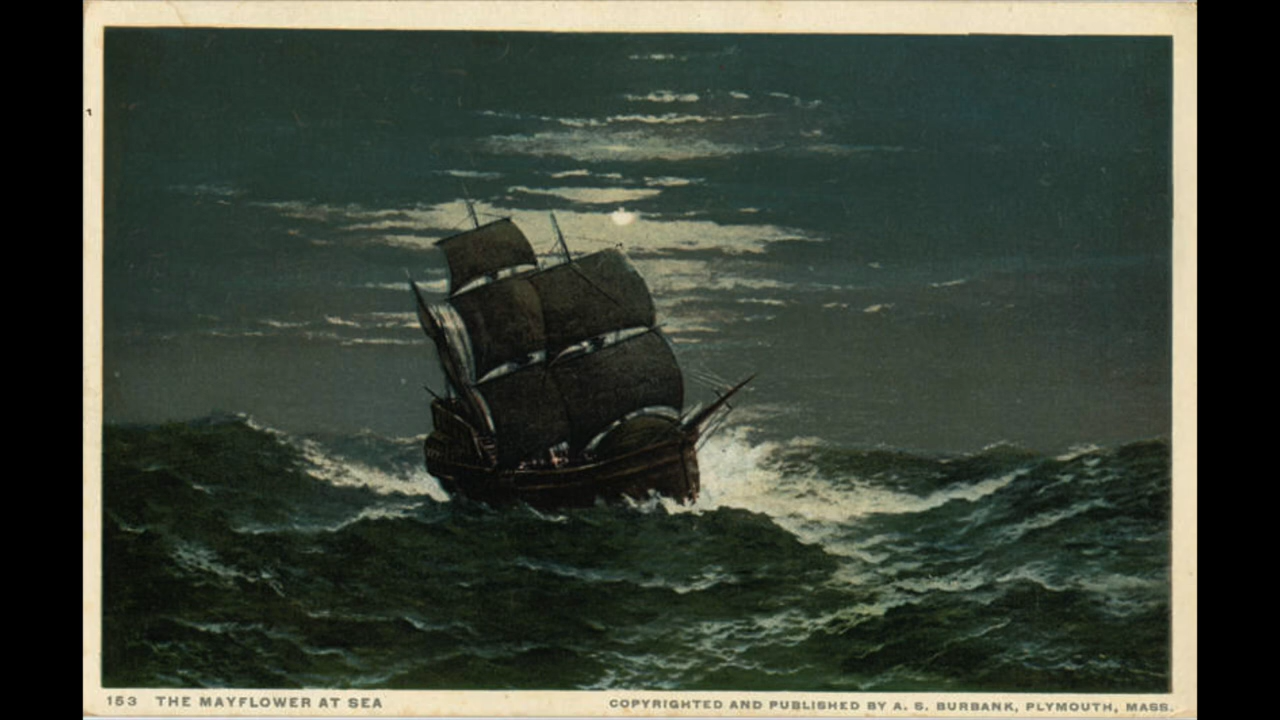 153 THE MAYFLOWER AT SEA
COPYRIGHTED AND PUBLISHED BY A. S. BURBANK, PLYMOUTH, MASS.